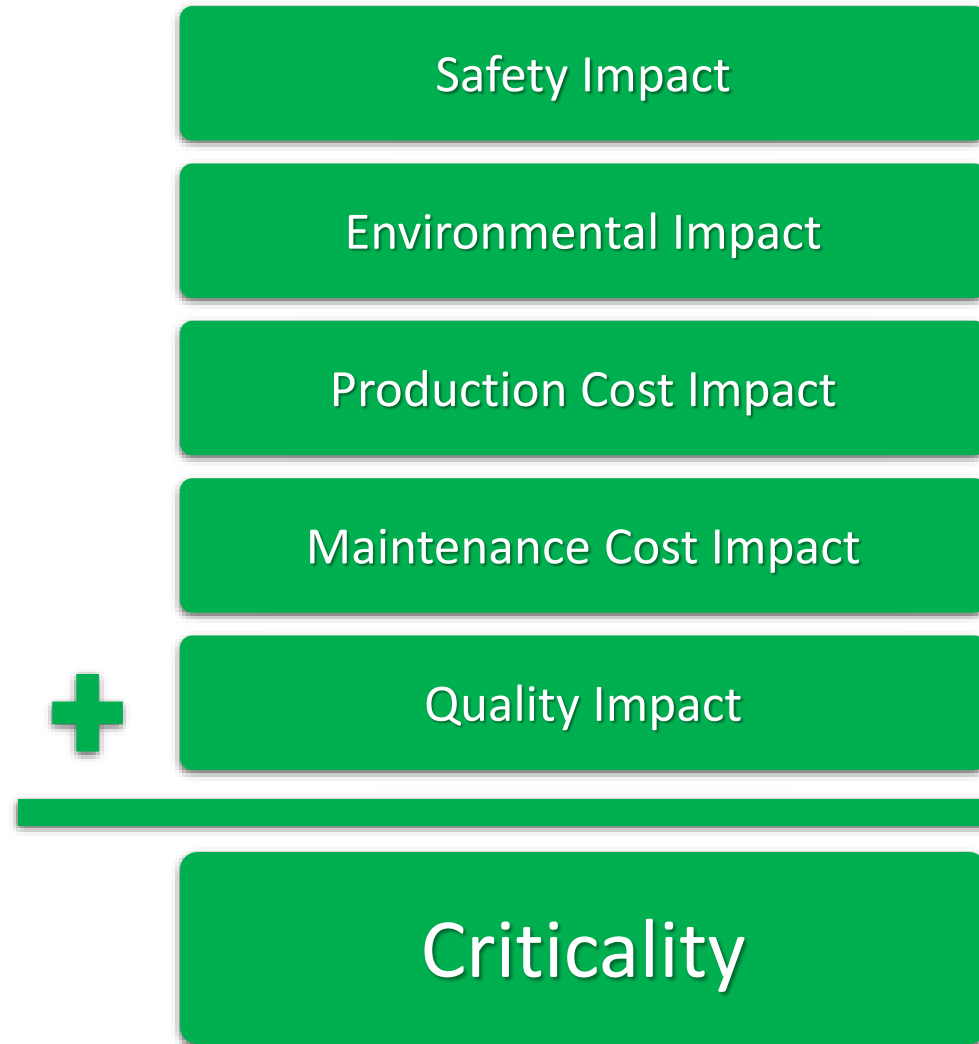 Safety Impact
Environmental Impact
Production Cost Impact
Maintenance Cost Impact
Quality Impact
Criticality